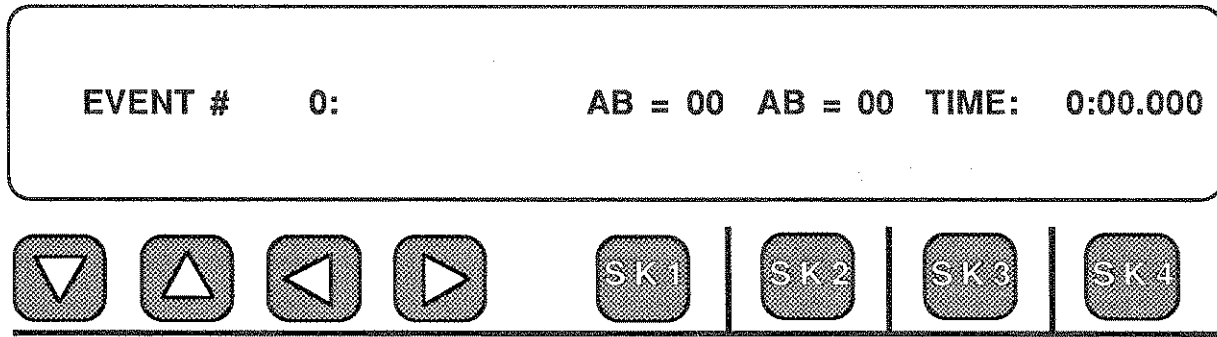 EVENT # 0: AB = 00 AB = 00 TIME: 0:00.000
SK1 SK2 SK3 SK4